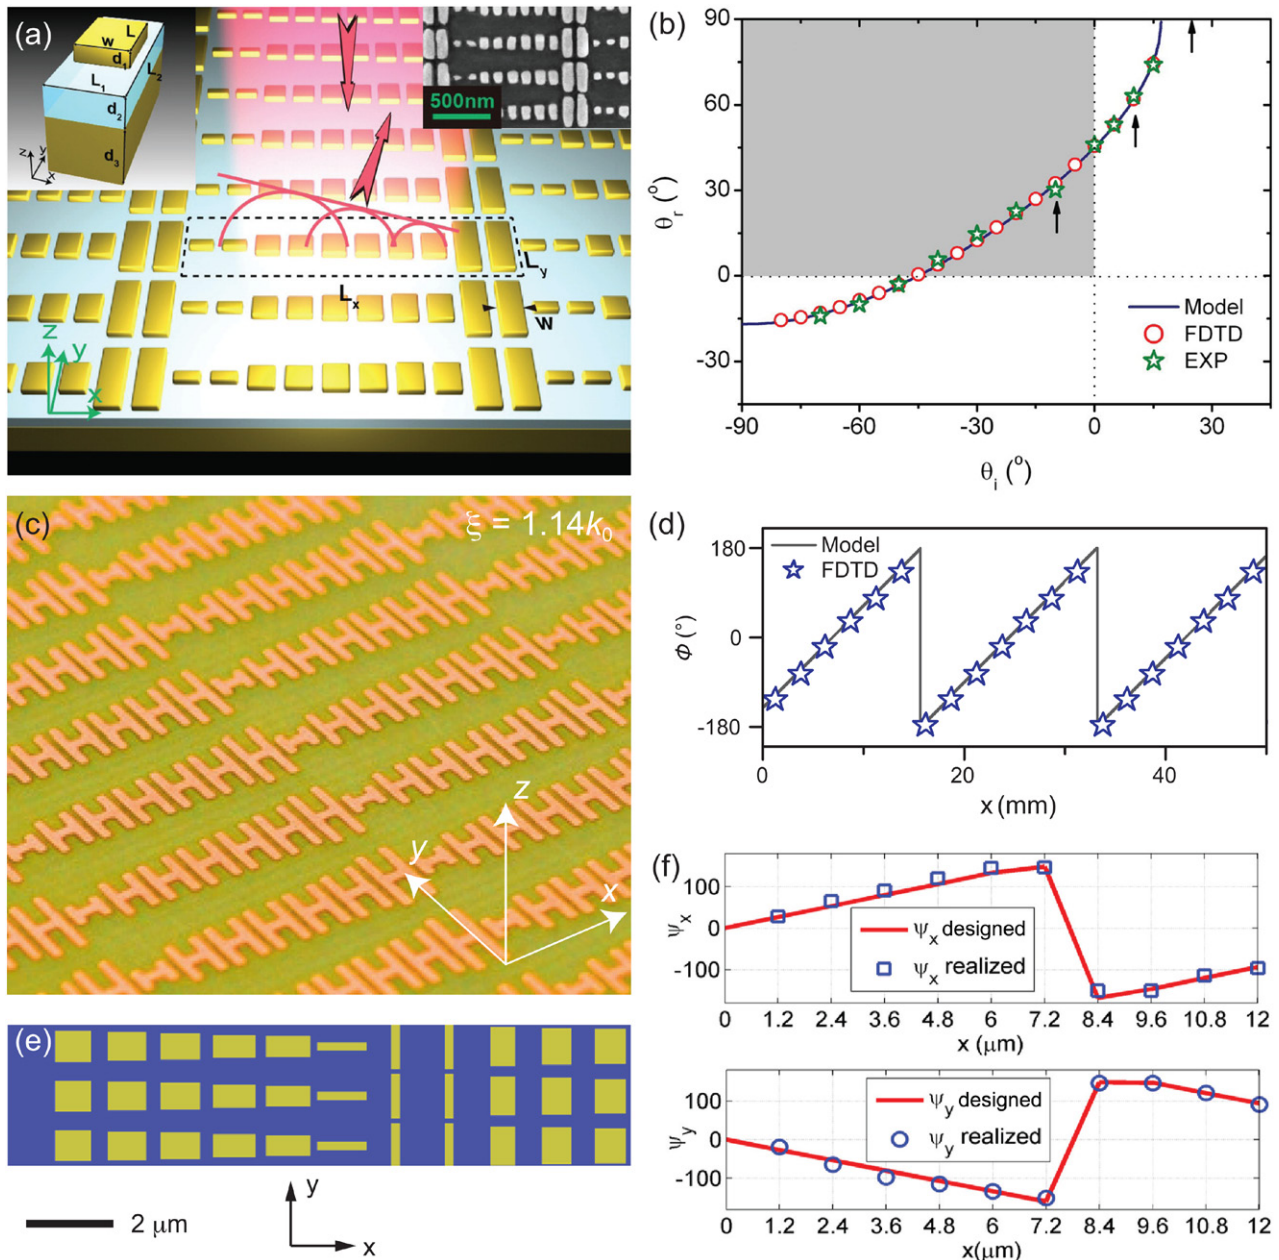 (a)
L
w
d1
L1
L2
d2
d3
z
y
x
500nm
Ly
Lx
w
z
y
x
(b)
90
60
30
0
-30
θr (o)
Model
FDTD
EXP
-90
-60
-30
0
30
θi (o)
(c)
ξ = 1.14k0
z
y
x
(d)
180
0
-180
Φ (°)
Model
FDTD
0
20
40
x (mm)
(e)
2 μm
y
x
(f)
100
0
-100
ψx
ψx designed
ψx realized
0 1.2 2.4 3.6 4.8 6 7.2 8.4 9.6 10.8 12
x (μm)
100
0
-100
ψy
ψy designed
ψy realized
0 1.2 2.4 3.6 4.8 6 7.2 8.4 9.6 10.8 12
x(μm)